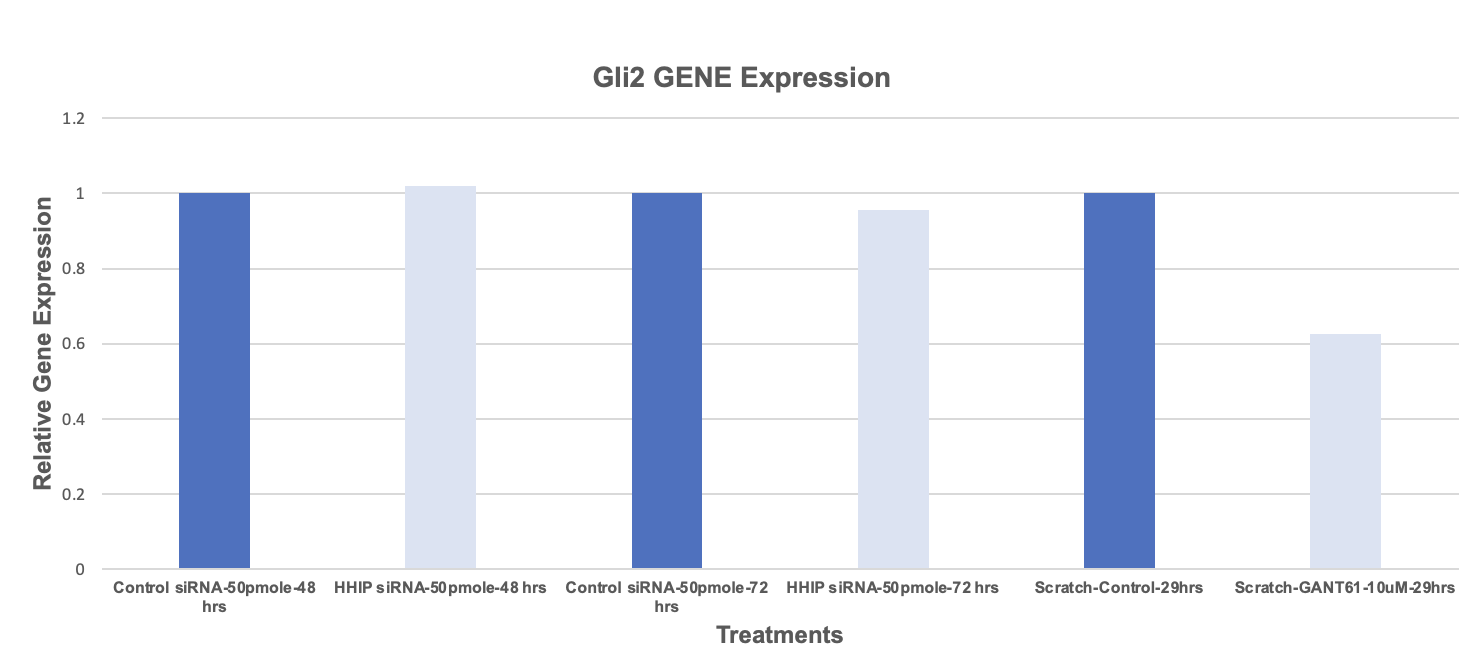 Gli2 GENE Expression
1.2
1
0.8
0.6
0.4
0.2
0
Relative Gene Expression
Control siRNA-50pmole-48
hrs
HHIP siRNA-50pmole-48 hrs
Control siRNA-50pmole-72
hrs
HHIP siRNA-50pmole-72 hrs
Scratch-Control-29hrs
Scratch-GANT61-10uM-29hrs
Treatments